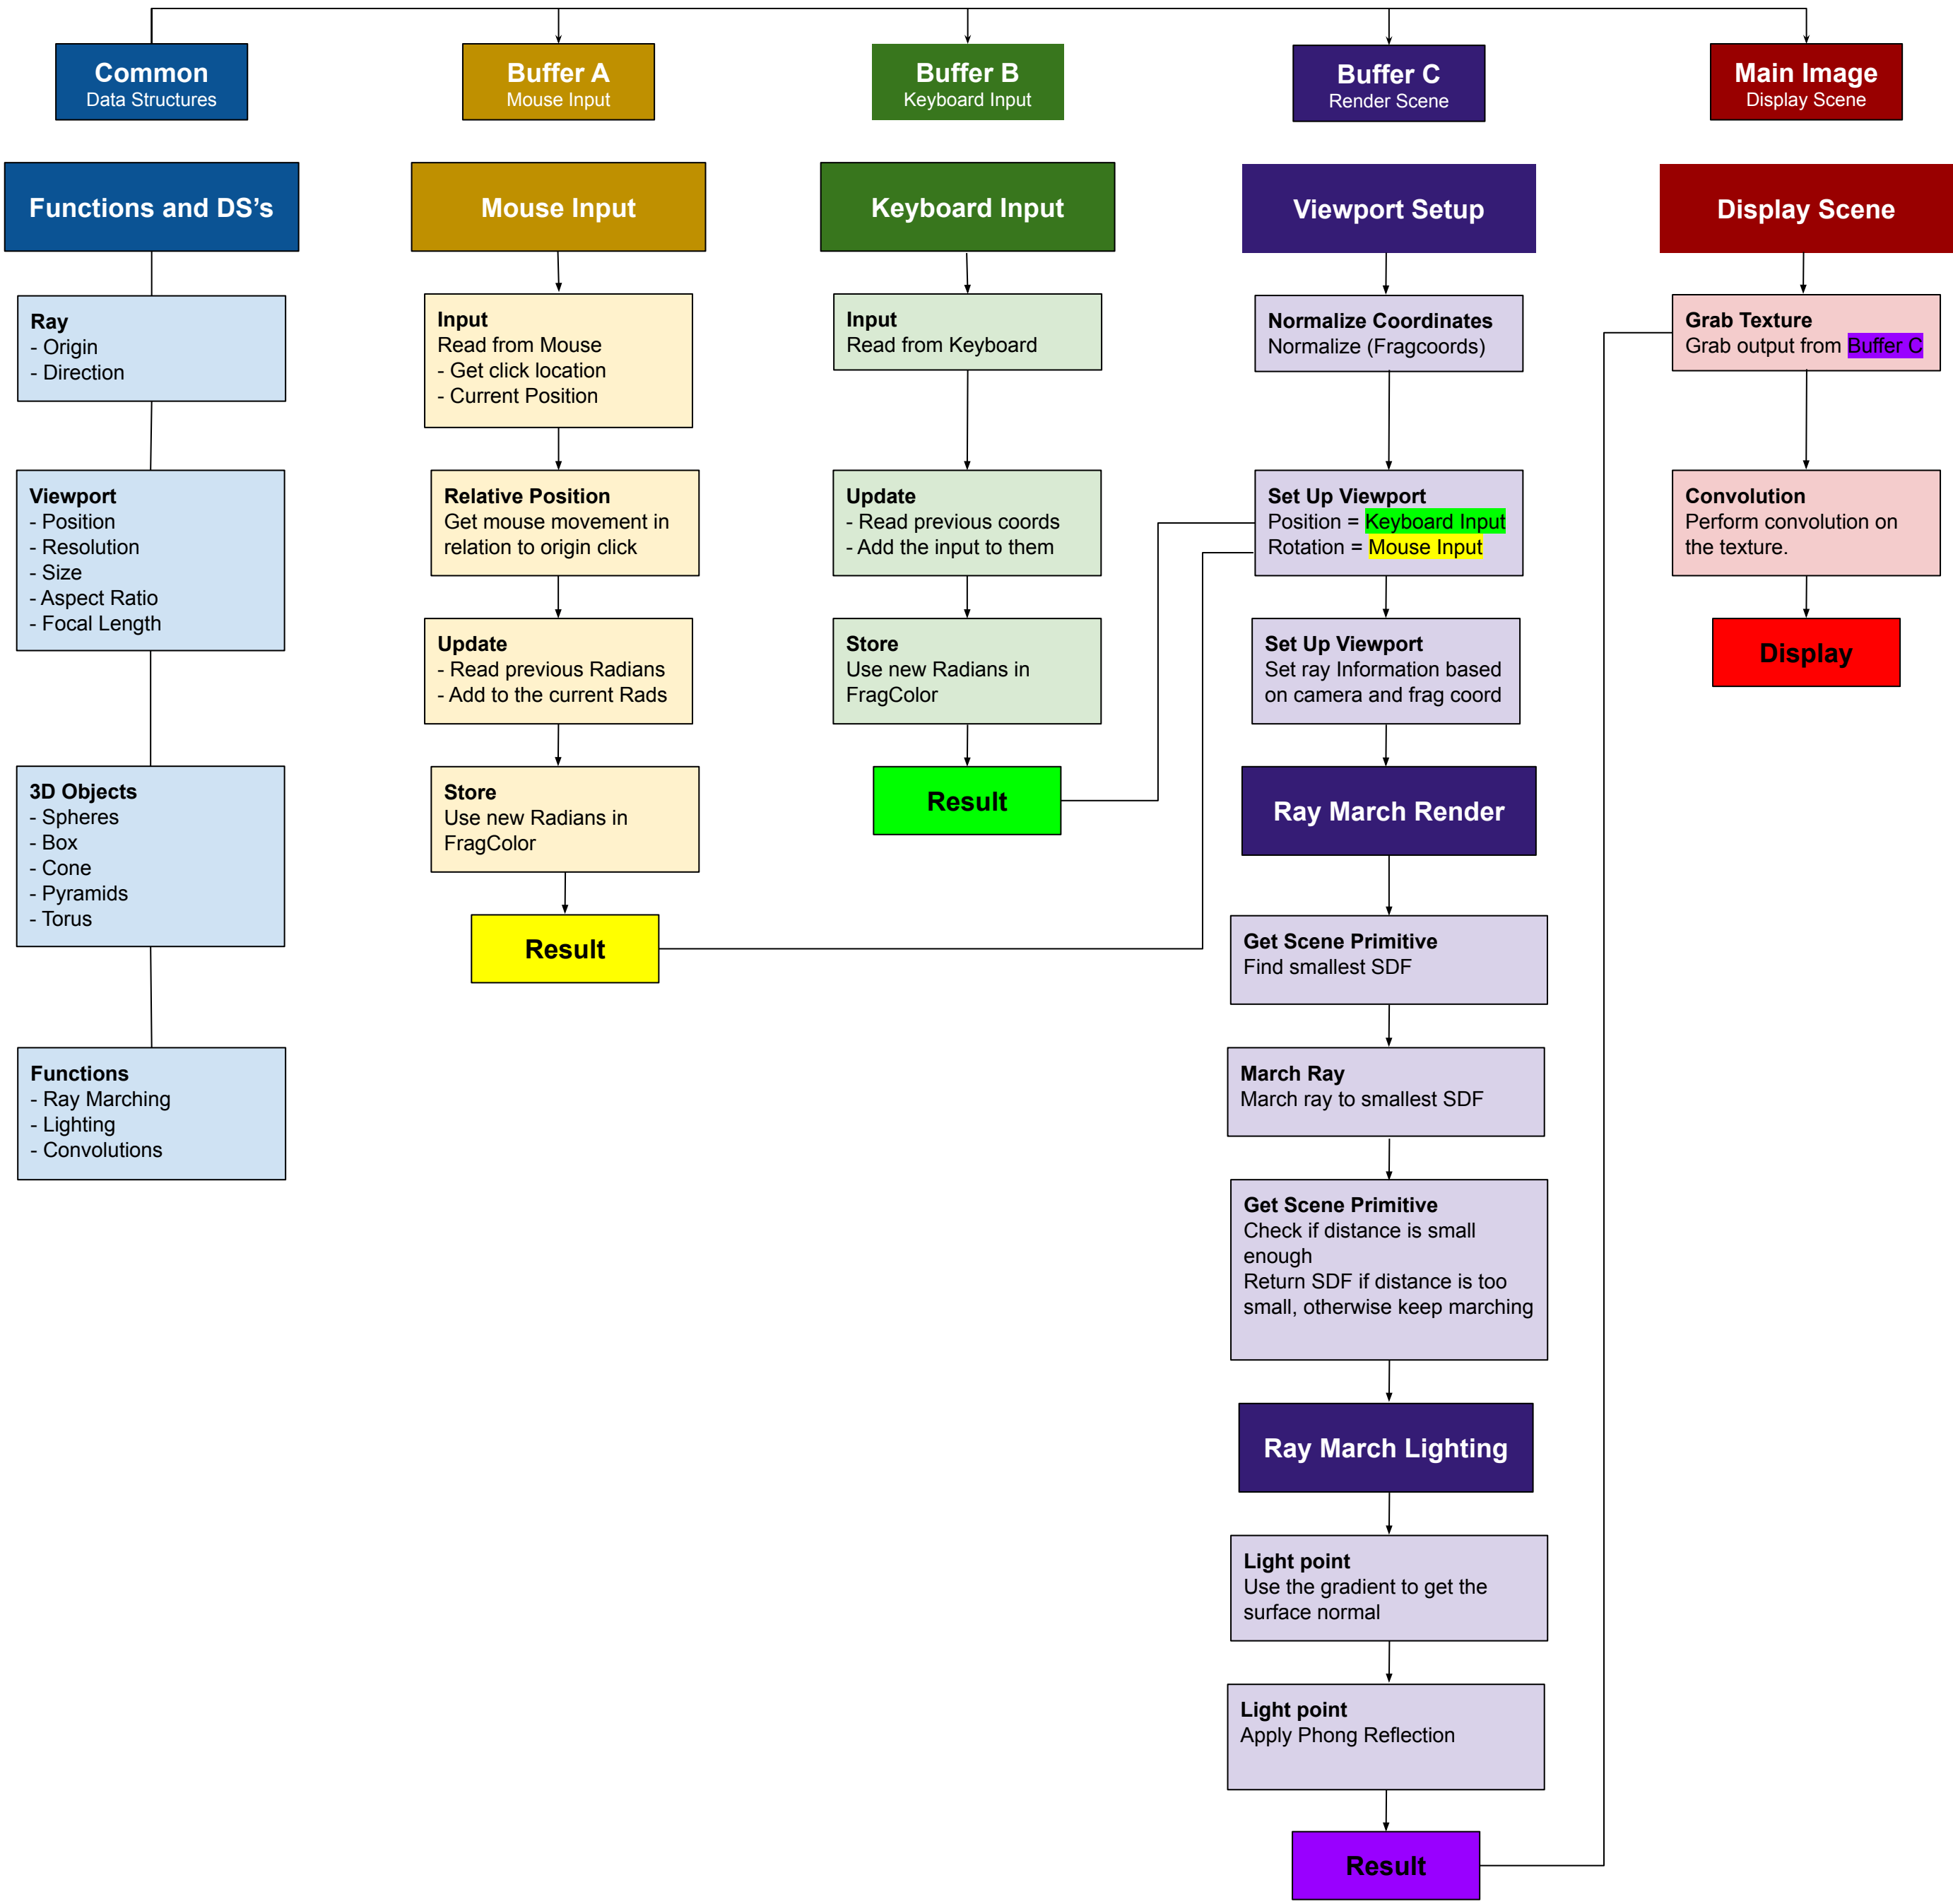 Common
Data Structures
Buffer A
Mouse Input
Buffer B
Keyboard Input
Buffer C
Render Scene
Main Image
Display Scene
Functions and DS’s
Ray
- Origin
- Direction
Viewport
- Position
- Resolution
- Size
- Aspect Ratio
- Focal Length
3D Objects
- Spheres
- Box
- Cone
- Pyramids
- Torus
Functions
- Ray Marching
- Lighting
- Convolutions
Mouse Input
Input
Read from Mouse
- Get click location
- Current Position
Relative Position
Get mouse movement in
relation to origin click
Update
- Read previous Radians
- Add to the current Rads
Store
Use new Radians in
FragColor
Result
Keyboard Input
Input
Read from Keyboard
Update
- Read previous coords
- Add the input to them
Store
Use new Radians in
FragColor
Result
Viewport Setup
Normalize Coordinates
Normalize (Fragcoords)
Set Up Viewport
Position = Keyboard Input
Rotation = Mouse Input
Set Up Viewport
Set ray Information based
on camera and frag coord
Ray March Render
Get Scene Primitive
Find smallest SDF
March Ray
March ray to smallest SDF
Get Scene Primitive
Check if distance is small
enough
Return SDF if distance is too
small, otherwise keep marching
Ray March Lighting
Light point
Use the gradient to get the
surface normal
Light point
Apply Phong Reflection
Result
Display Scene
Grab Texture
Grab output from Buffer C
Convolution
Perform convolution on
the texture.
Display